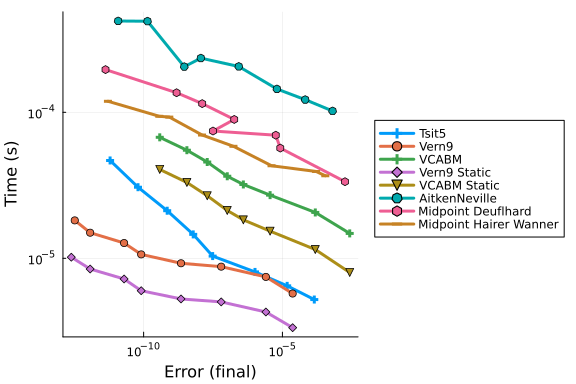 Time (s)
10⁻⁴
10⁻⁵
10⁻¹⁰
10⁻⁵
Error (final)
Tsit5
Vern9
VCABM
Vern9 Static
VCABM Static
AitkenNeville
Midpoint Deuflhard
Midpoint Hairer Wanner